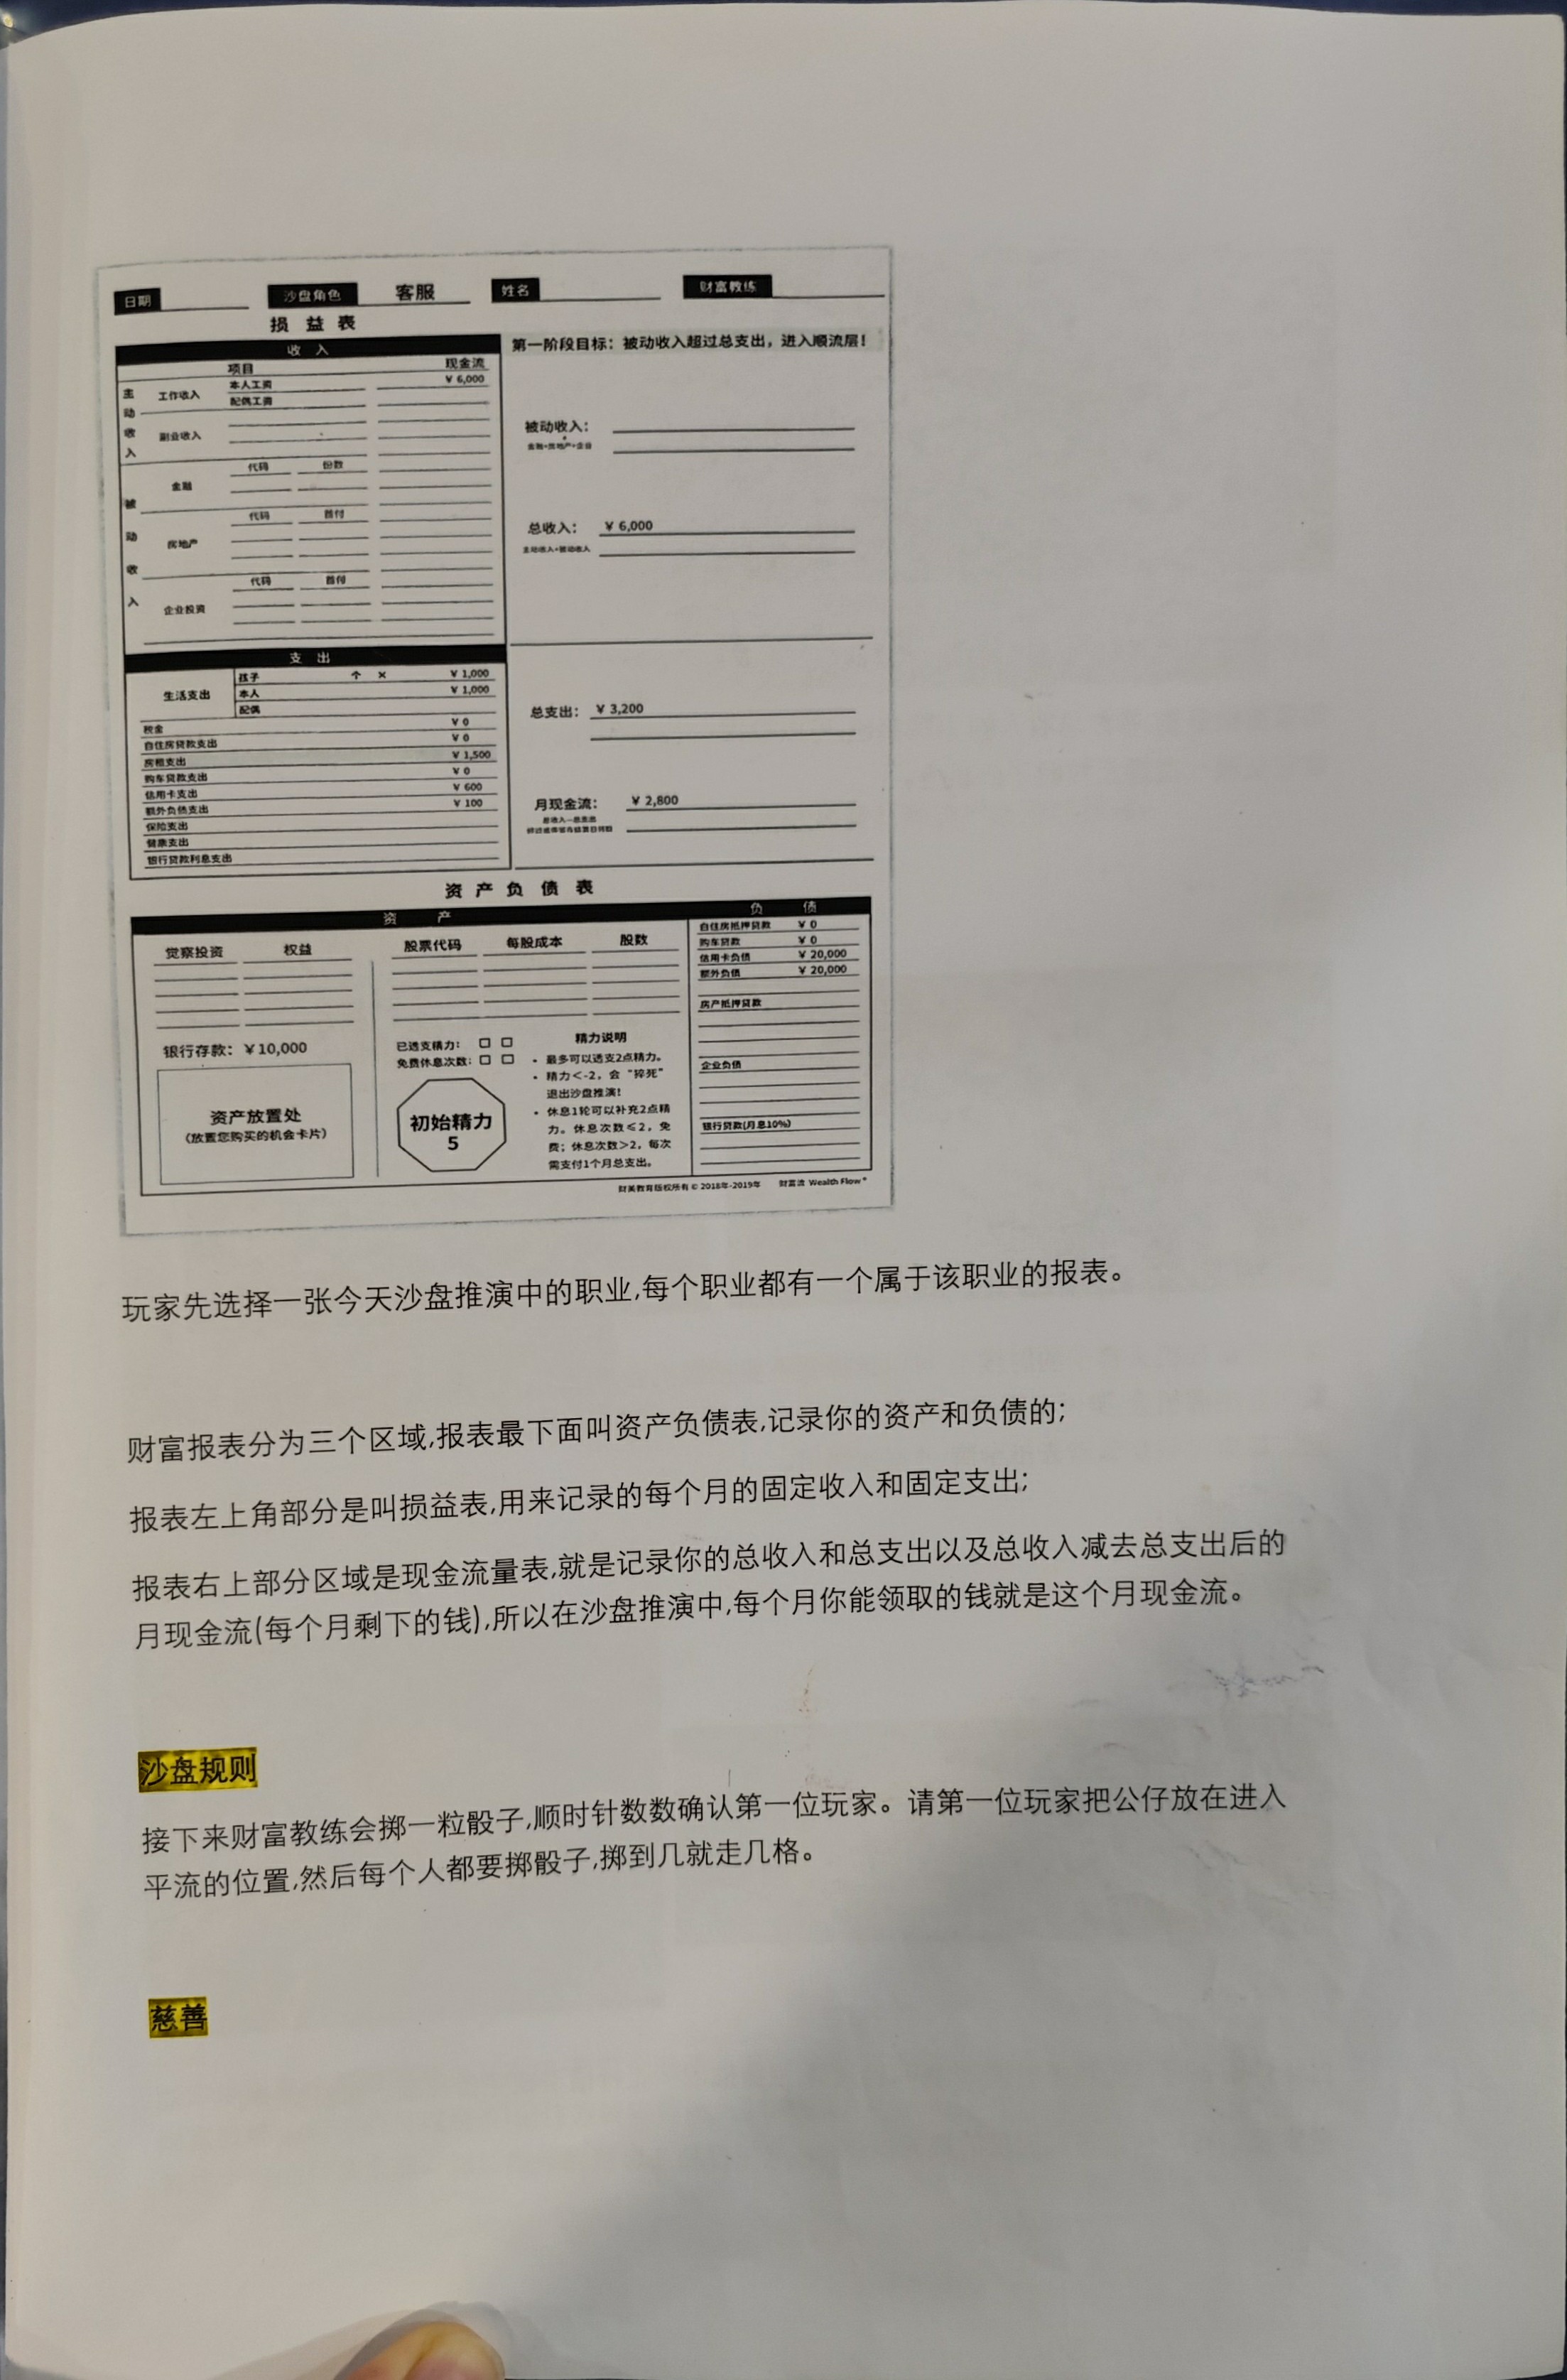 日期 沙盘角色 客服 姓名 财富教练
损益表
收入
项目 现金流
主动收入
工作收入 本人工资 ¥ 6,000
配偶工资
副业收入
被动收入
金融 代码 份数
房地产 代码 首付
企业投资 代码 首付
支出
生活支出 孩子 个 × ¥ 1,000
本人 ¥ 1,000
配偶
税金 ¥ 0
自住房贷款支出 ¥ 0
房租支出 ¥ 1,500
购车贷款支出 ¥ 0
信用卡支出 ¥ 600
额外负债支出 ¥ 100
保险支出
健康支出
银行贷款利息支出
第一阶段目标：被动收入超过总支出，进入顺流层！
被动收入：
金融+房地产+企业
总收入： ¥ 6,000
主动收入+被动收入
总支出： ¥ 3,200
月现金流： ¥ 2,800
总收入—总支出
资产负债表
资产
觉察投资 权益 股票代码 每股成本 股数
银行存款：¥10,000
资产放置处
（放置您购买的机会卡片）
已透支精力：□ □
免费休息次数：□ □
初始精力
5
精力说明
• 最多可以透支2点精力。
• 精力＜-2，会“猝死”
退出沙盘推演！
• 休息1轮可以补充2点精
力。休息次数≤2，免
费；休息次数＞2，每次
需支付1个月总支出。
负债
自住房抵押贷款 ¥ 0
购车贷款 ¥ 0
信用卡负债 ¥ 20,000
额外负债 ¥ 20,000
房产抵押贷款
企业负债
银行贷款(月息10%)
财英教育版权所有 © 2018年-2019年 财富流 Wealth Flow®
玩家先选择一张今天沙盘推演中的职业,每个职业都有一个属于该职业的报表。
财富报表分为三个区域,报表最下面叫资产负债表,记录你的资产和负债的;
报表左上角部分是叫损益表,用来记录的每个月的固定收入和固定支出;
报表右上部分区域是现金流量表,就是记录你的总收入和总支出以及总收入减去总支出后的
月现金流(每个月剩下的钱),所以在沙盘推演中,每个月你能领取的钱就是这个月现金流。
沙盘规则
接下来财富教练会掷一粒骰子,顺时针数数确认第一位玩家。请第一位玩家把公仔放在进入
平流的位置,然后每个人都要掷骰子,掷到几就走几格。
慈善